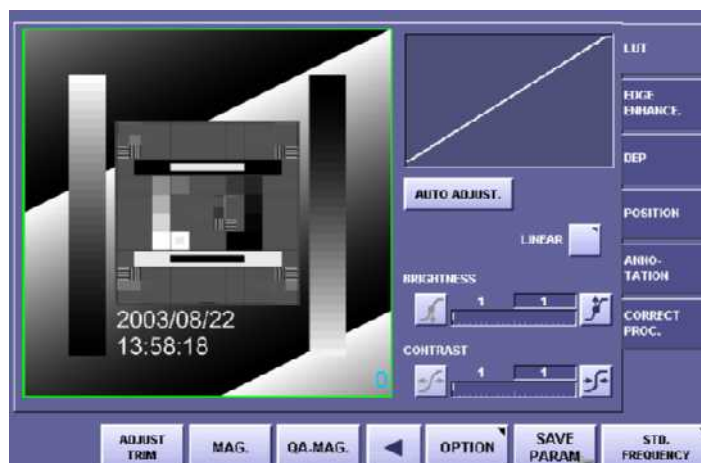 LUT
EDGE
ENHANCE.
DEP
AUTO ADJUST.
POSITION
LINEAR
ANNO-
TATION
BRIGHTNESS
1 1
CORRECT
PROC.
2003/08/22
13:58:18
CONTRAST
1 1
0
ADJUST
TRIM
MAG.
QA-MAG.
OPTION
SAVE
PARAM
STD.
FREQUENCY